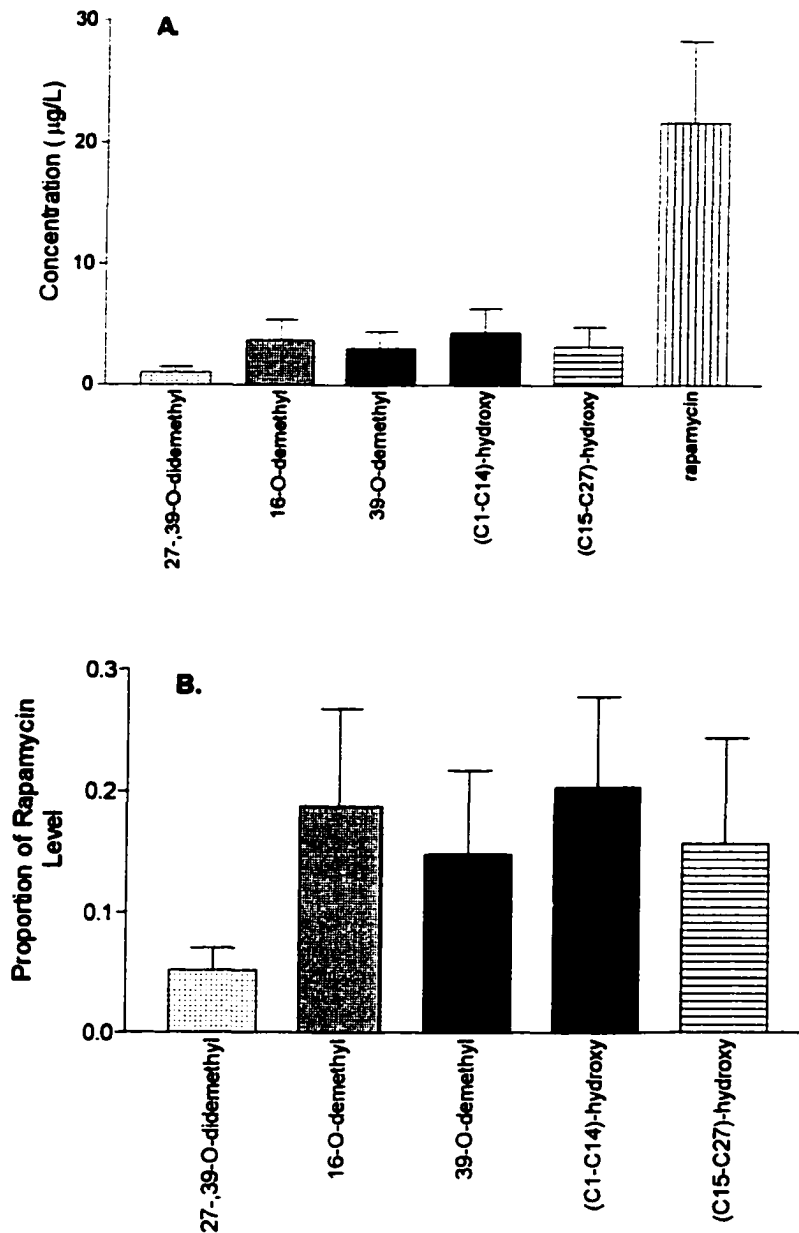 A.
Concentration ( µg/L)
30
20
10
0
27-,39-O-didemethyl
16-O-demethyl
39-O-demethyl
(C1-C14)-hydroxy
(C15-C27)-hydroxy
rapamycin
B.
Proportion of Rapamycin
Level
0.3
0.2
0.1
0.0
27-,39-O-didemethyl
16-O-demethyl
39-O-demethyl
(C1-C14)-hydroxy
(C15-C27)-hydroxy